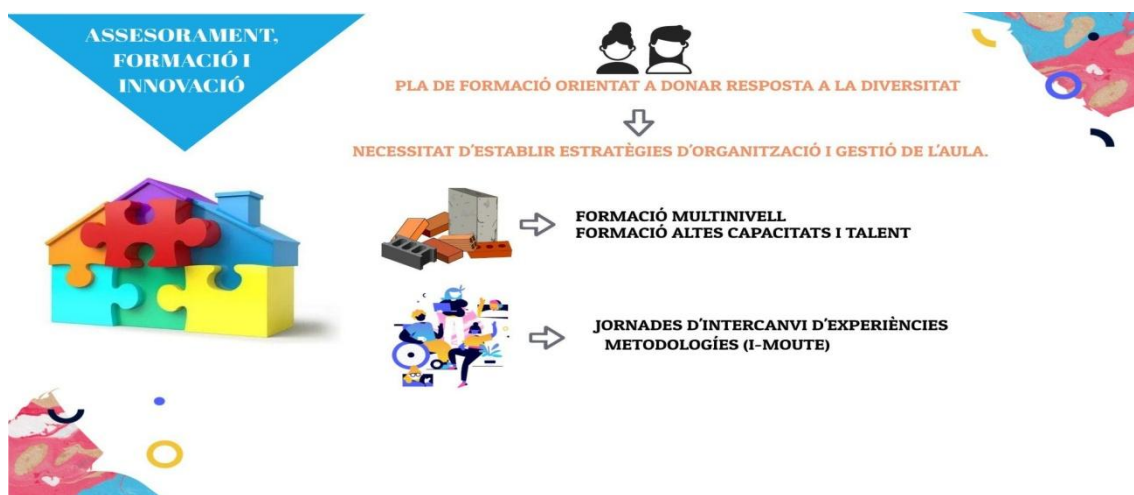 ASSESORAMENT,
FORMACIÓ I
INNOVACIÓ
PLA DE FORMACIÓ ORIENTAT A DONAR RESPOSTA A LA DIVERSITAT
NECESSITAT D'ESTABLIR ESTRATÈGIES D'ORGANITZACIÓ I GESTIÓ DE L'AULA.
FORMACIÓ MULTINIVELL
FORMACIÓ ALTES CAPACITATS I TALENT
JORNADES D'INTERCANVI D'EXPERIÈNCIES
METODOLOGÍES (I-MOUTE)